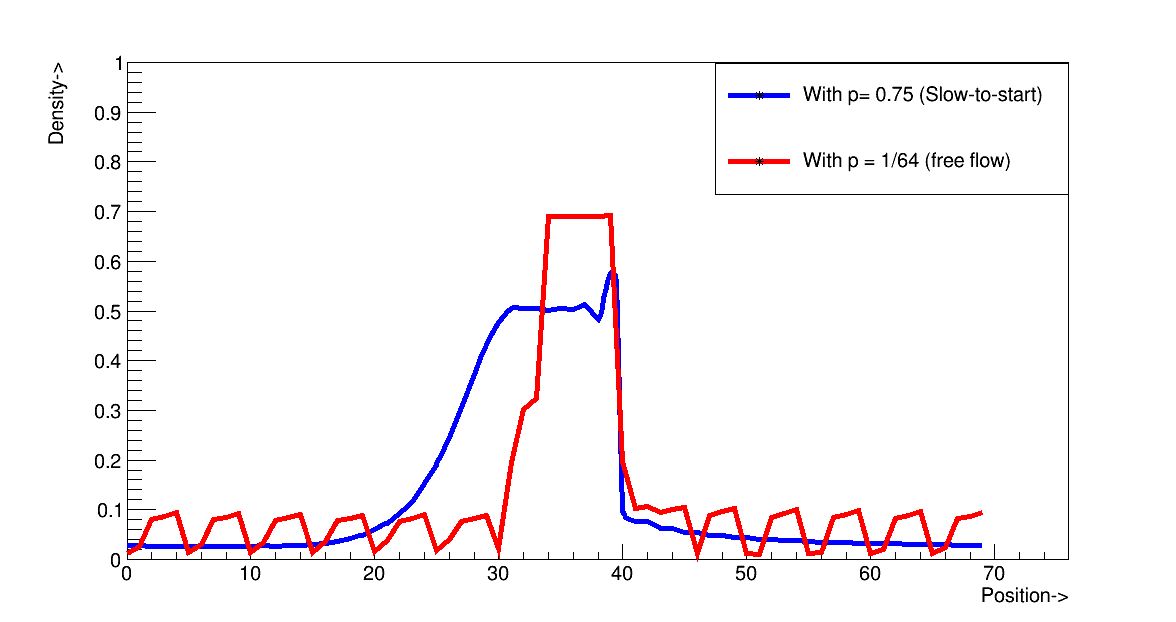 Density->
1
0.9
0.8
0.7
0.6
0.5
0.4
0.3
0.2
0.1
0
With p= 0.75 (Slow-to-start)
With p = 1/64 (free flow)
0 10 20 30 40 50 60 70
Position->